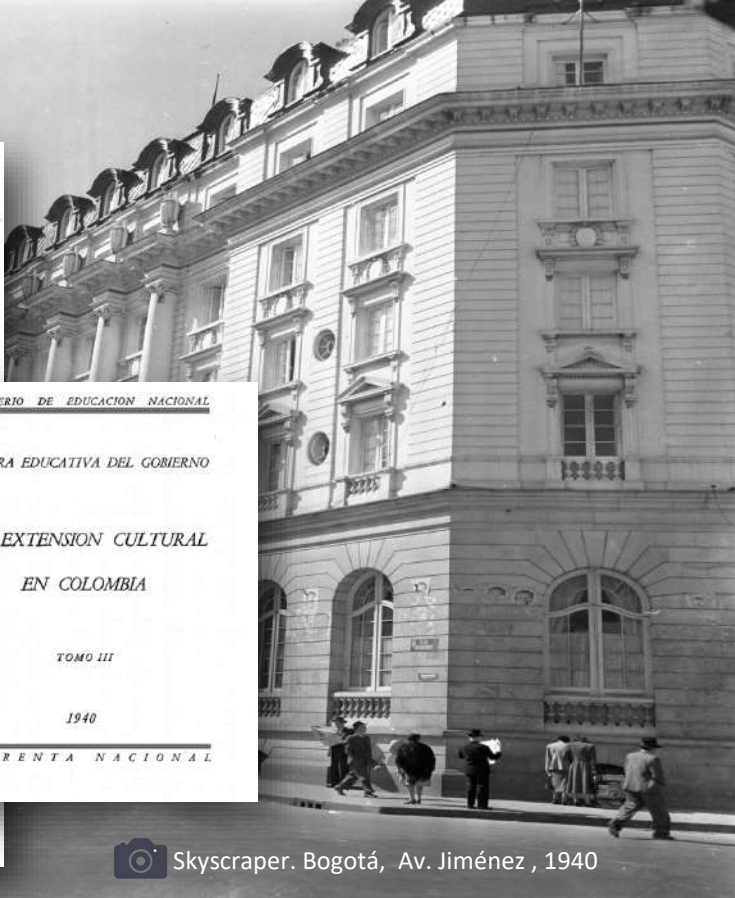 ERIO DE EDUCACION NACIONAL
RA EDUCATIVA DEL GOBIERNO
EXTENSION CULTURAL
EN COLOMBIA
TOMO III
1940
RENTA NACIONAL
Skyscraper. Bogotá, Av. Jiménez , 1940